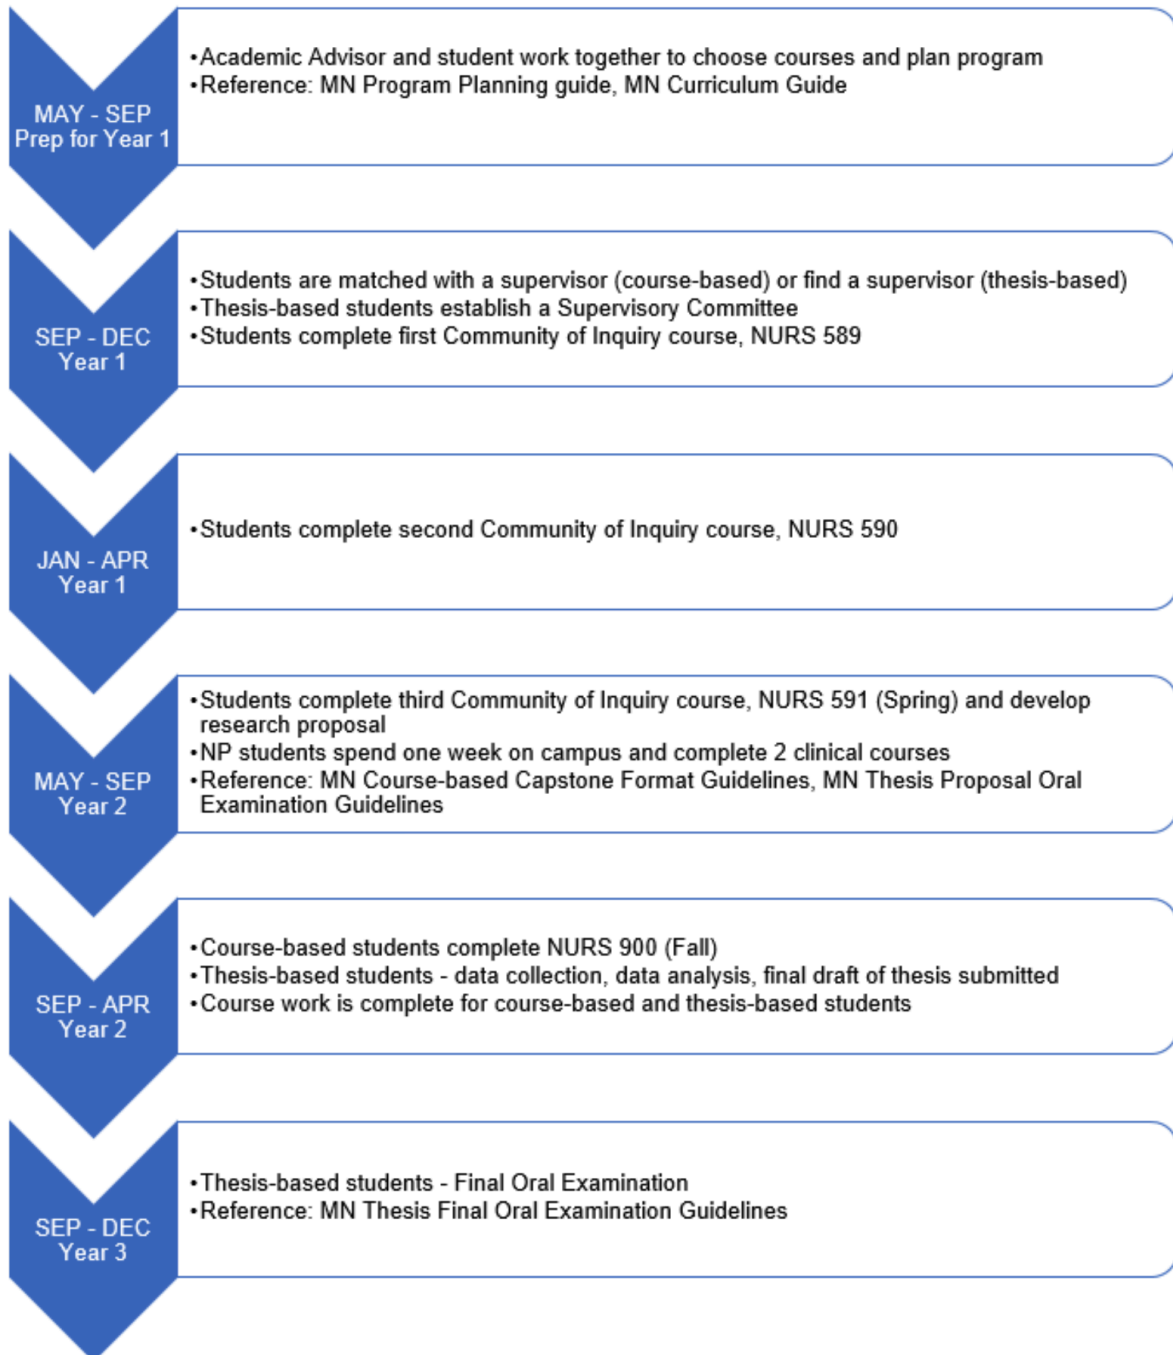 MAY - SEP
Prep for Year 1
•Academic Advisor and student work together to choose courses and plan program
•Reference: MN Program Planning guide, MN Curriculum Guide
SEP - DEC
Year 1
•Students are matched with a supervisor (course-based) or find a supervisor (thesis-based)
•Thesis-based students establish a Supervisory Committee
•Students complete first Community of Inquiry course, NURS 589
JAN - APR
Year 1
•Students complete second Community of Inquiry course, NURS 590
MAY - SEP
Year 2
•Students complete third Community of Inquiry course, NURS 591 (Spring) and develop
research proposal
•NP students spend one week on campus and complete 2 clinical courses
•Reference: MN Course-based Capstone Format Guidelines, MN Thesis Proposal Oral
Examination Guidelines
SEP - APR
Year 2
•Course-based students complete NURS 900 (Fall)
•Thesis-based students - data collection, data analysis, final draft of thesis submitted
•Course work is complete for course-based and thesis-based students
SEP - DEC
Year 3
•Thesis-based students - Final Oral Examination
•Reference: MN Thesis Final Oral Examination Guidelines